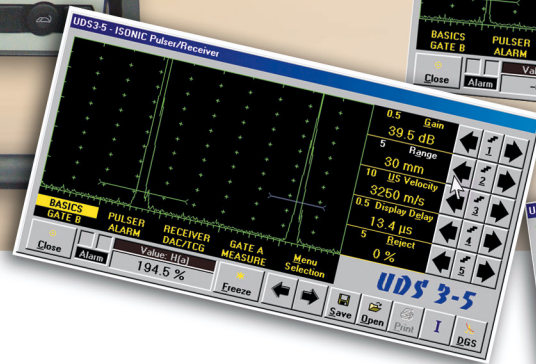 BASICS PULSER
GATE B ALARM
Close Alarm
UDS3-5 - ISONIC Pulser/Receiver
0.5 Gain
39.5 dB
1
5 Range
30 mm
2
10 US Velocity
3250 m/s
3
0.5 Display Delay
13.4 µs
4
5 Reject
0 %
5
BASICS PULSER RECEIVER GATE A Menu
GATE B ALARM DAC/TCG MEASURE Selection
UDS 3-5
Close Alarm Value: H(a) Freeze Save Open Print I DGS
194.5 %